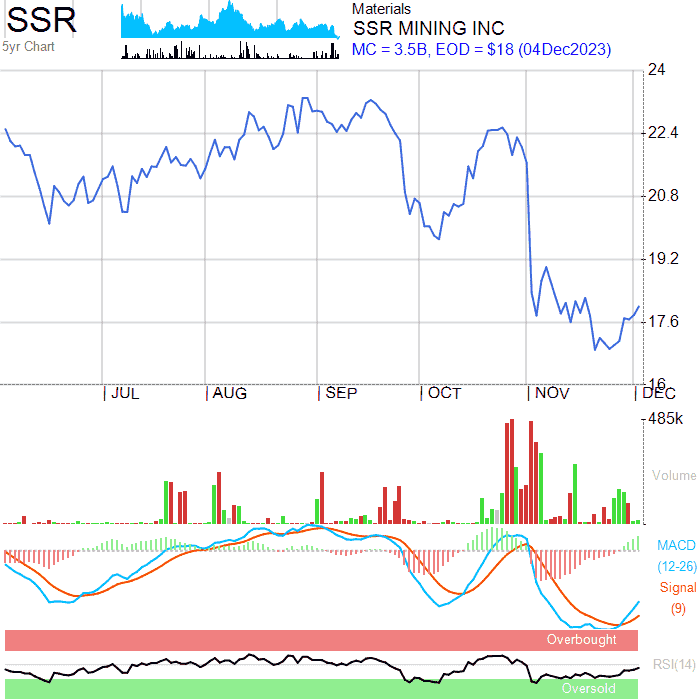 SSR
5yr Chart
Materials
SSR MINING INC
MC = 3.5B, EOD = $18 (04Dec2023)
24
22.4
20.8
19.2
17.6
16
JUL
AUG
SEP
OCT
NOV
DEC
485k
Volume
MACD
(12-26)
Signal
(9)
Overbought
RSI(14)
Oversold